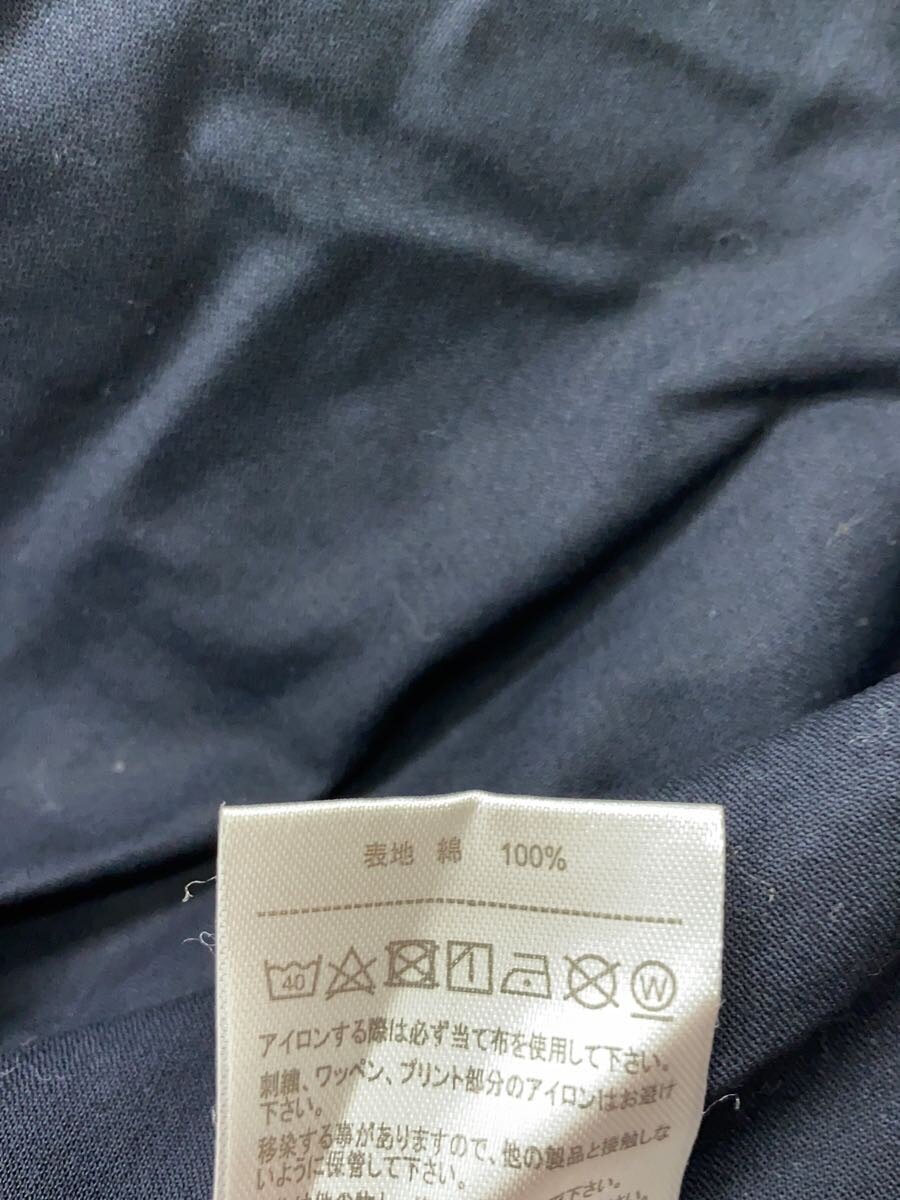 表地 綿 100%
40
W
アイロンする際は必ず当て布を使用して下さい。
刺繍、ワッペン、プリント部分のアイロンはお避け
下さい。
移染する事がありますので、他の製品と接触しな
いように保管して下さい。